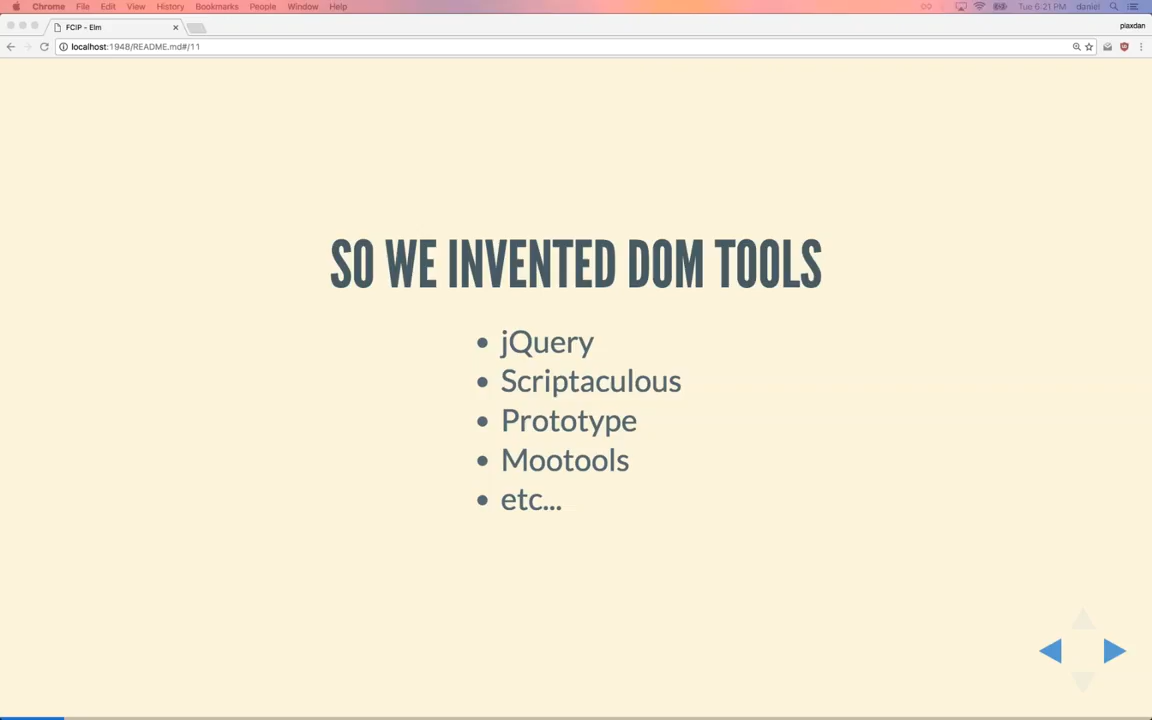 Chrome File Edit View History Bookmarks People Window Help Tue 6:21 PM daniel
FCIP - Elm
plaxdan
localhost:1948/README.md#/11
SO WE INVENTED DOM TOOLS
• jQuery
• Scriptaculous
• Prototype
• Mootools
• etc...